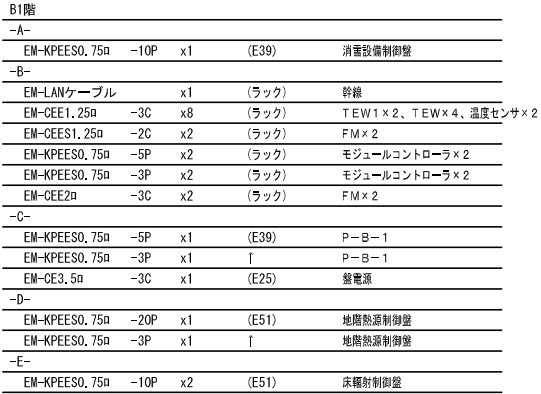 B1階
-A-
EM-KPEES0.75□ -10P x1 (E39) 消雪設備制御盤
-B-
EM-LANケーブル x1 (ラック) 幹線
EM-CEE1.25□ -3C x8 (ラック) TEW1×2、TEW×4、温度センサ×2
EM-CEES1.25□ -2C x2 (ラック) FM×2
EM-KPEES0.75□ -5P x2 (ラック) モジュールコントローラ×2
EM-KPEES0.75□ -3P x2 (ラック) モジュールコントローラ×2
EM-CEE2□ -3C x2 (ラック) FM×2
-C-
EM-KPEES0.75□ -5P x1 (E39) P-B-1
EM-KPEES0.75□ -3P x1 ↑ P-B-1
EM-CE3.5□ -3C x1 (E25) 盤電源
-D-
EM-KPEES0.75□ -20P x1 (E51) 地階熱源制御盤
EM-KPEES0.75□ -3P x1 ↑ 地階熱源制御盤
-E-
EM-KPEES0.75□ -10P x2 (E51) 床輻射制御盤